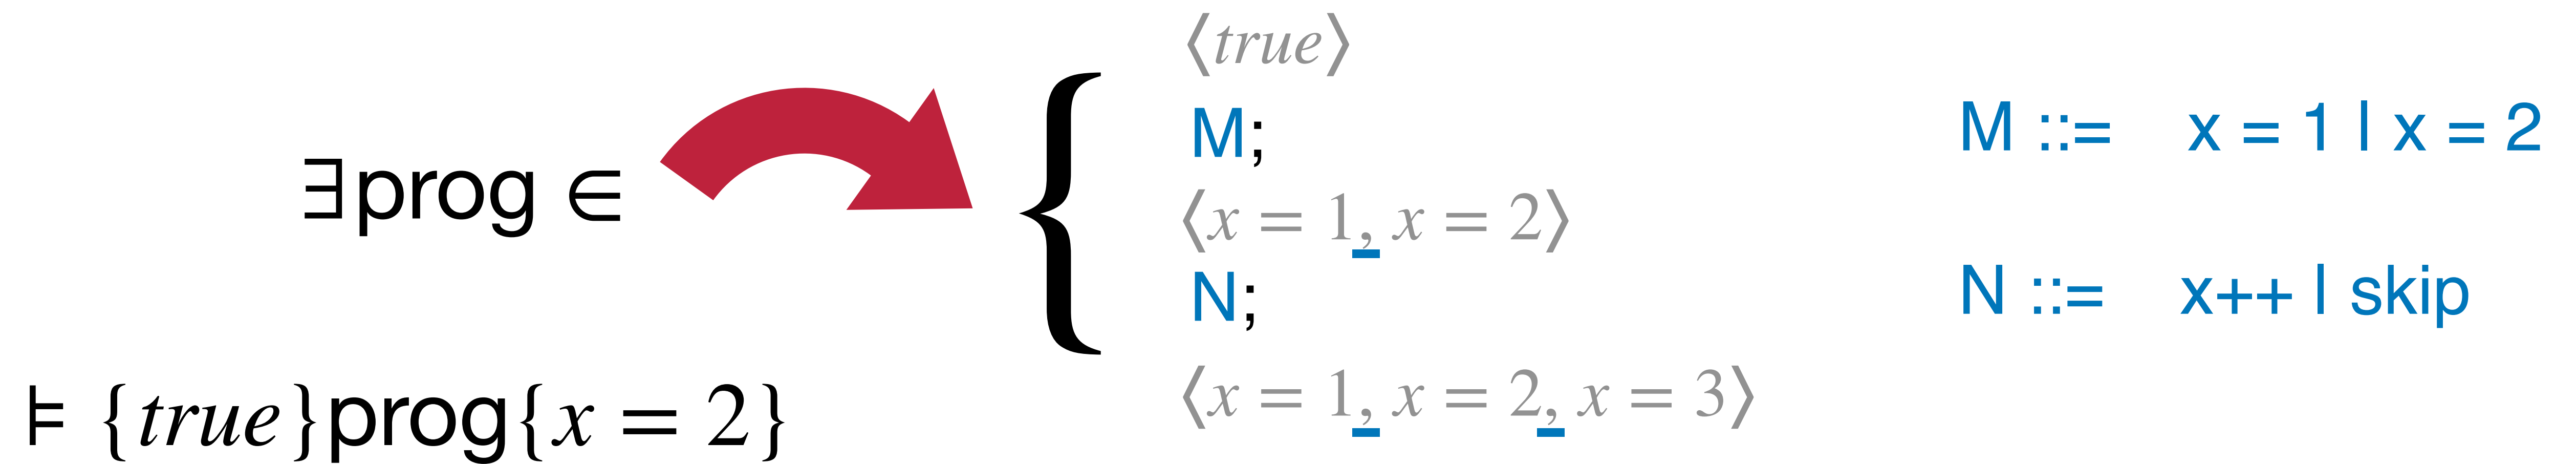 ∃prog ∈
⊨ {true}prog{x = 2}
{
⟨true⟩
M;
⟨x = 1, x = 2⟩
N;
⟨x = 1, x = 2, x = 3⟩
M ::= x = 1 | x = 2
N ::= x++ | skip